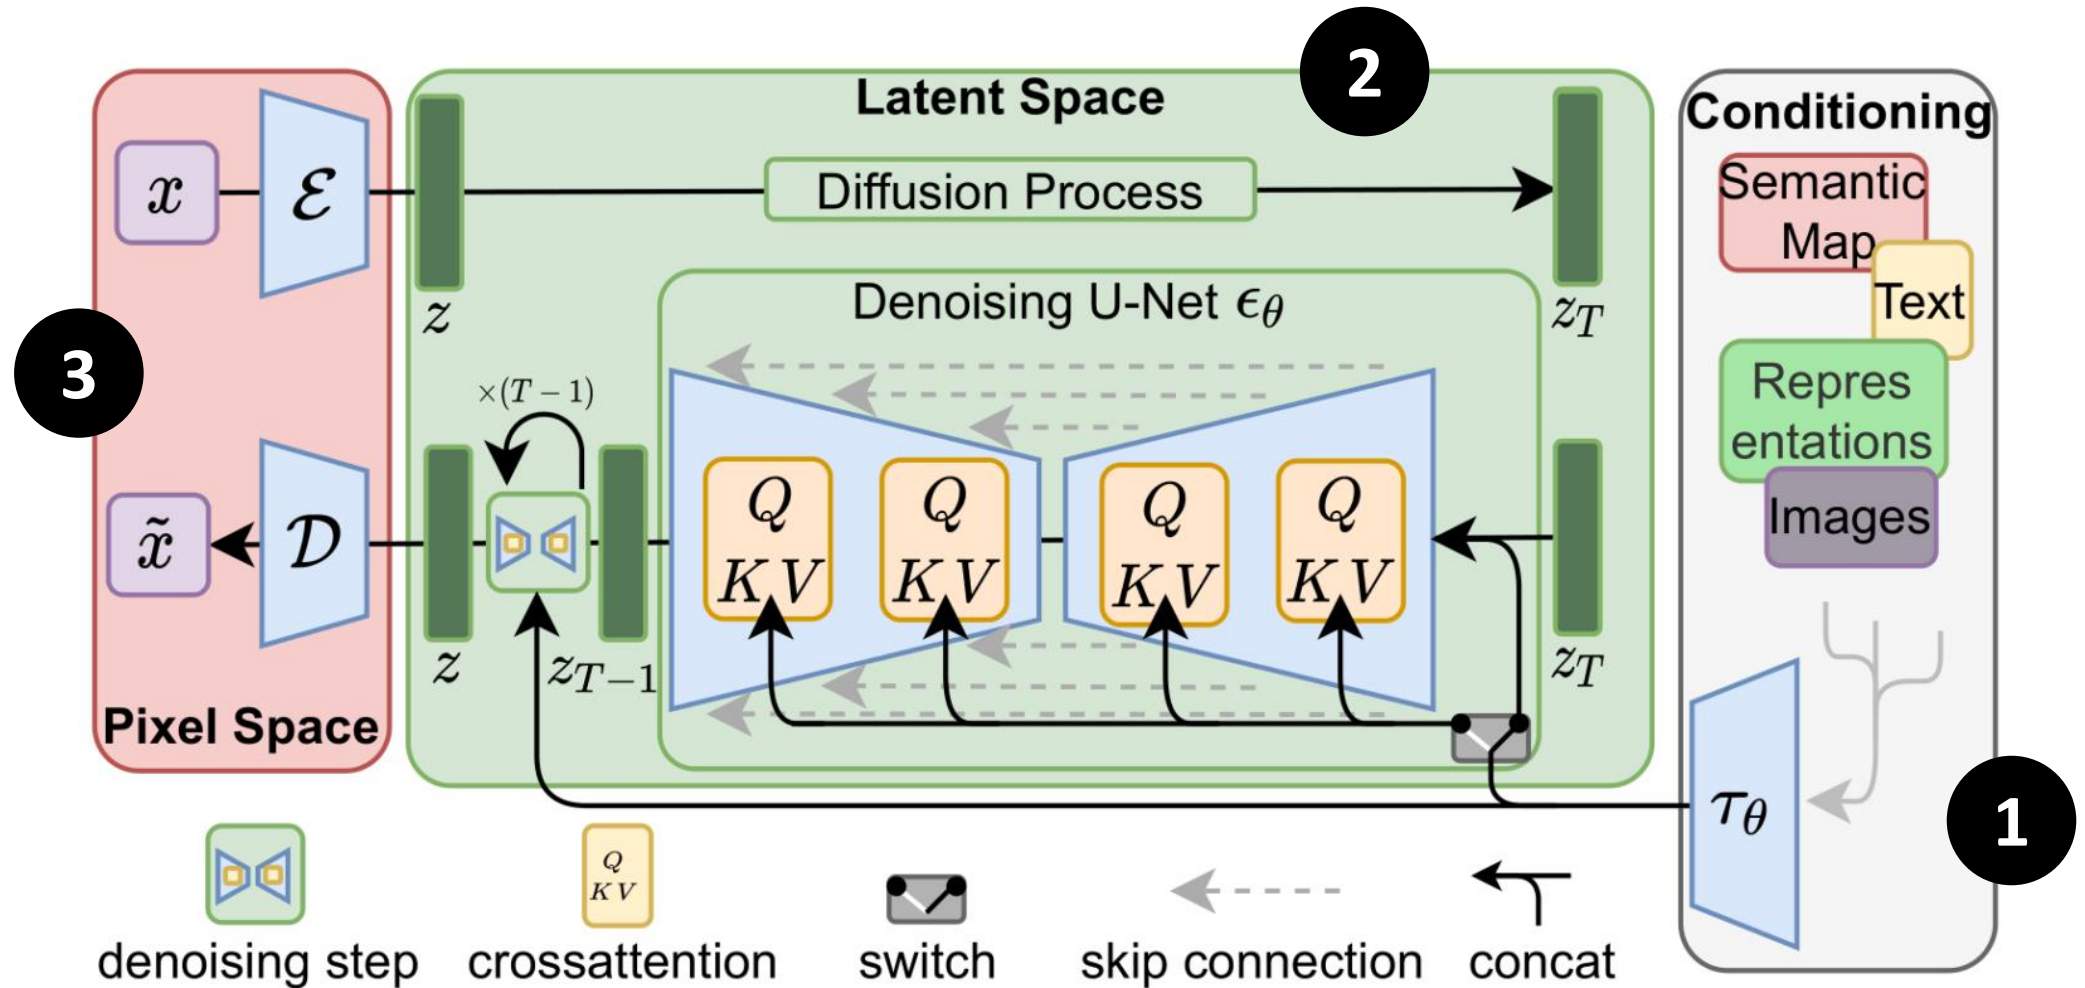 2
Latent Space
Conditioning
Semantic
Map
x
ℰ
Diffusion Process
Text
z
Denoising U-Net ϵ_θ
z_T
3
Repres
entations
×(T − 1)
Images
Q
KV
Q
KV
Q
KV
Q
KV
x̃
𝒟
z
z_{T−1}
z_T
Pixel Space
τ_θ
1
Q
KV
denoising step
crossattention
switch
skip connection
concat